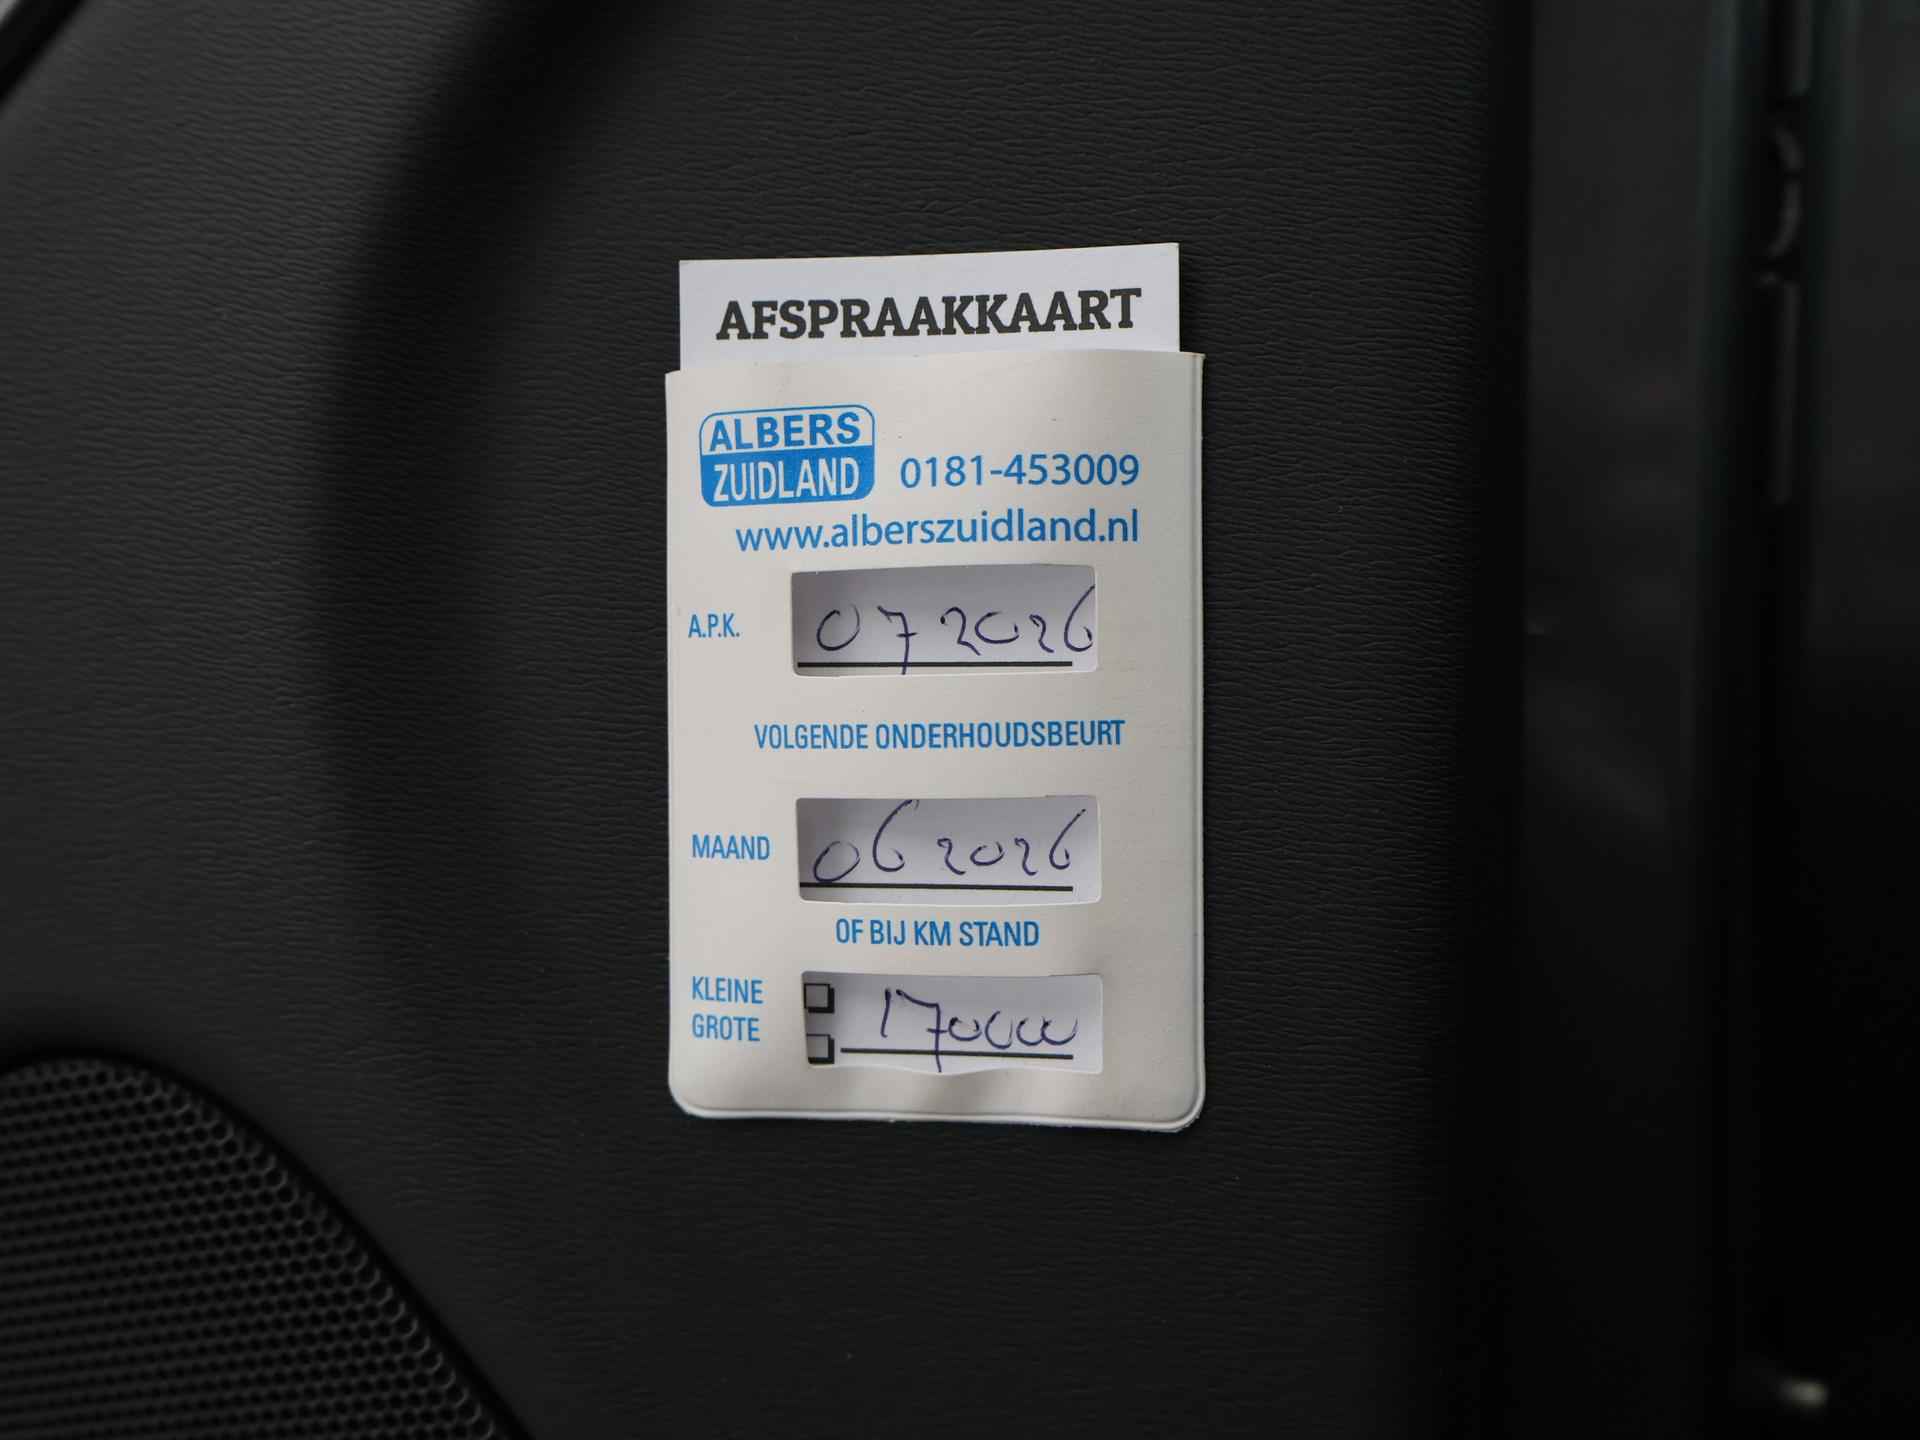 AFSPRAAKKAART
ALBERS
ZUIDLAND
0181-453009
www.alberszuidland.nl
A.P.K. 07 2026
VOLGENDE ONDERHOUDSBEURT
MAAND 06 2026
OF BIJ KM STAND
KLEINE
GROTE 170000